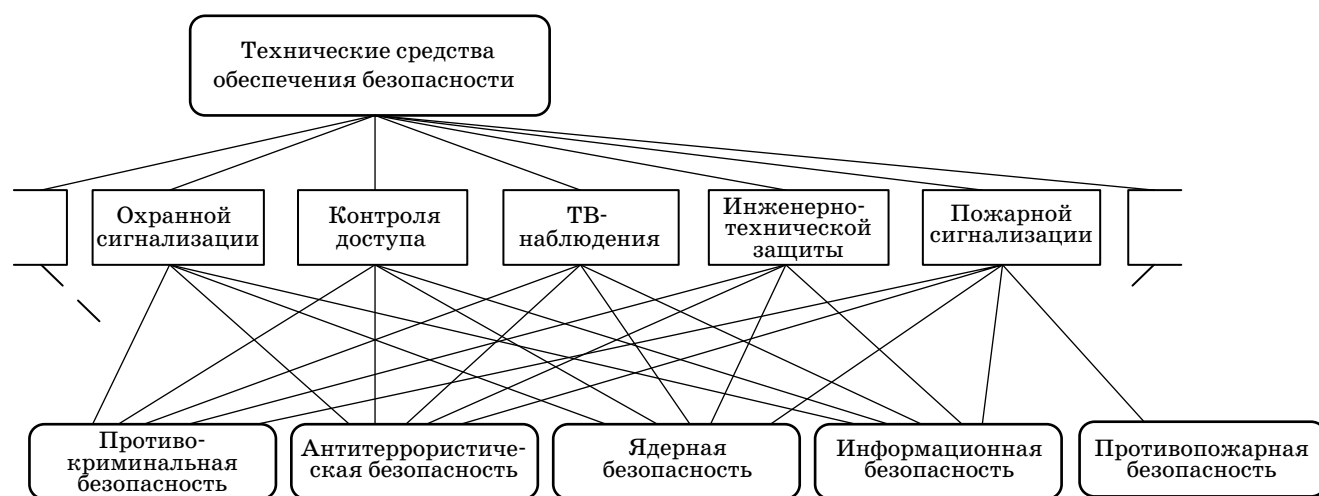 Технические средства
обеспечения безопасности
Охранной
сигнализации
Контроля
доступа
ТВ-
наблюдения
Инженерно-
технической
защиты
Пожарной
сигнализации
Противо-
криминальная
безопасность
Антитеррористиче-
ская безопасность
Ядерная
безопасность
Информационная
безопасность
Противопожарная
безопасность